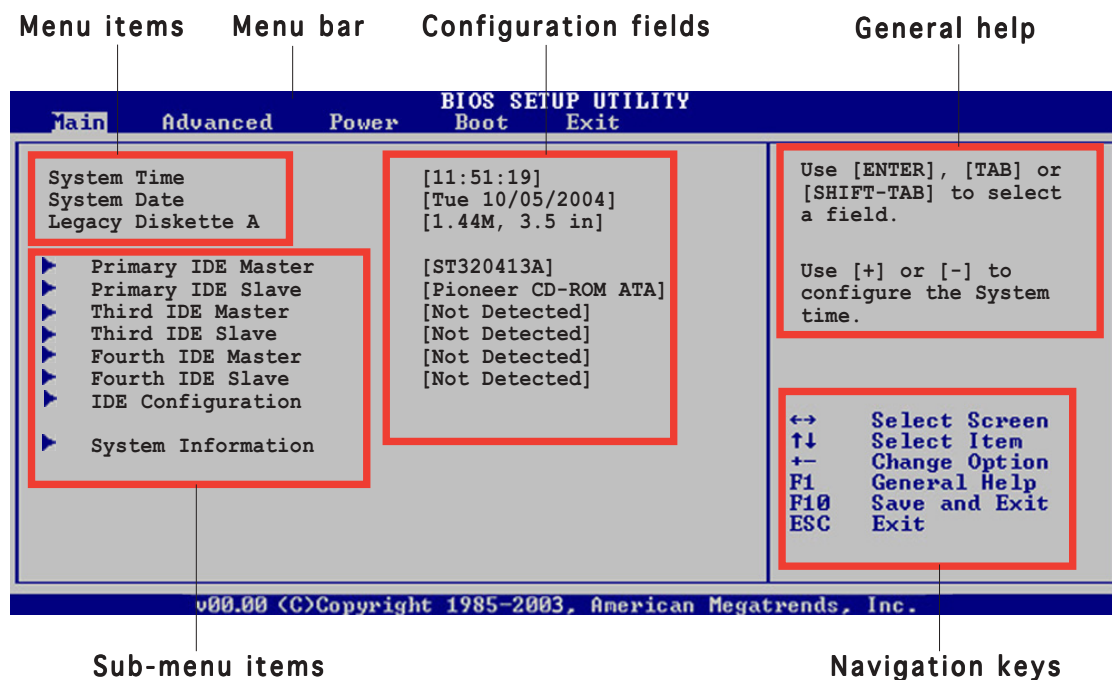 Menu items Menu bar Configuration fields General help
BIOS SETUP UTILITY
Main Advanced Power Boot Exit
System Time [11:51:19]
System Date [Tue 10/05/2004]
Legacy Diskette A [1.44M, 3.5 in]
Primary IDE Master [ST320413A]
Primary IDE Slave [Pioneer CD-ROM ATA]
Third IDE Master [Not Detected]
Third IDE Slave [Not Detected]
Fourth IDE Master [Not Detected]
Fourth IDE Slave [Not Detected]
IDE Configuration
System Information
Use [ENTER], [TAB] or
[SHIFT-TAB] to select
a field.
Use [+] or [-] to
configure the System
time.
←→ Select Screen
↑↓ Select Item
+- Change Option
F1 General Help
F10 Save and Exit
ESC Exit
v00.00 (C)Copyright 1985-2003, American Megatrends, Inc.
Sub-menu items Navigation keys